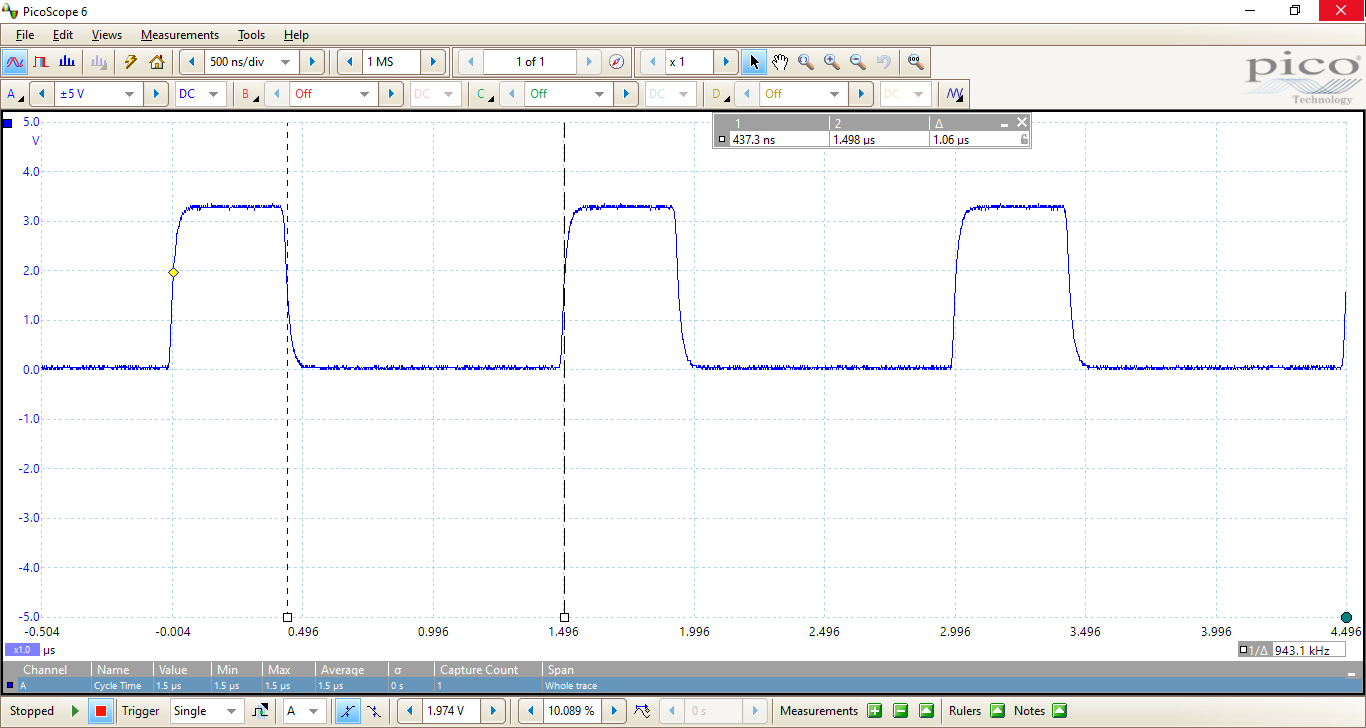 PicoScope 6
File Edit Views Measurements Tools Help
500 ns/div 1 MS 1 of 1 x 1
pico
Technology
A ±5 V DC B Off DC C Off DC D Off DC
1 2 Δ
437.3 ns 1.498 µs 1.06 µs
5.0
V
4.0
3.0
2.0
1.0
0.0
-1.0
-2.0
-3.0
-4.0
-5.0
-0.504 -0.004 0.496 0.996 1.496 1.996 2.496 2.996 3.496 3.996 4.496
x1.0 µs
1/Δ 943.1 kHz
Channel Name Value Min Max Average σ Capture Count Span
A Cycle Time 1.5 µs 1.5 µs 1.5 µs 1.5 µs 0 s 1 Whole trace
Stopped Trigger Single A 1.974 V 10.089 % 0 s Measurements Rulers Notes